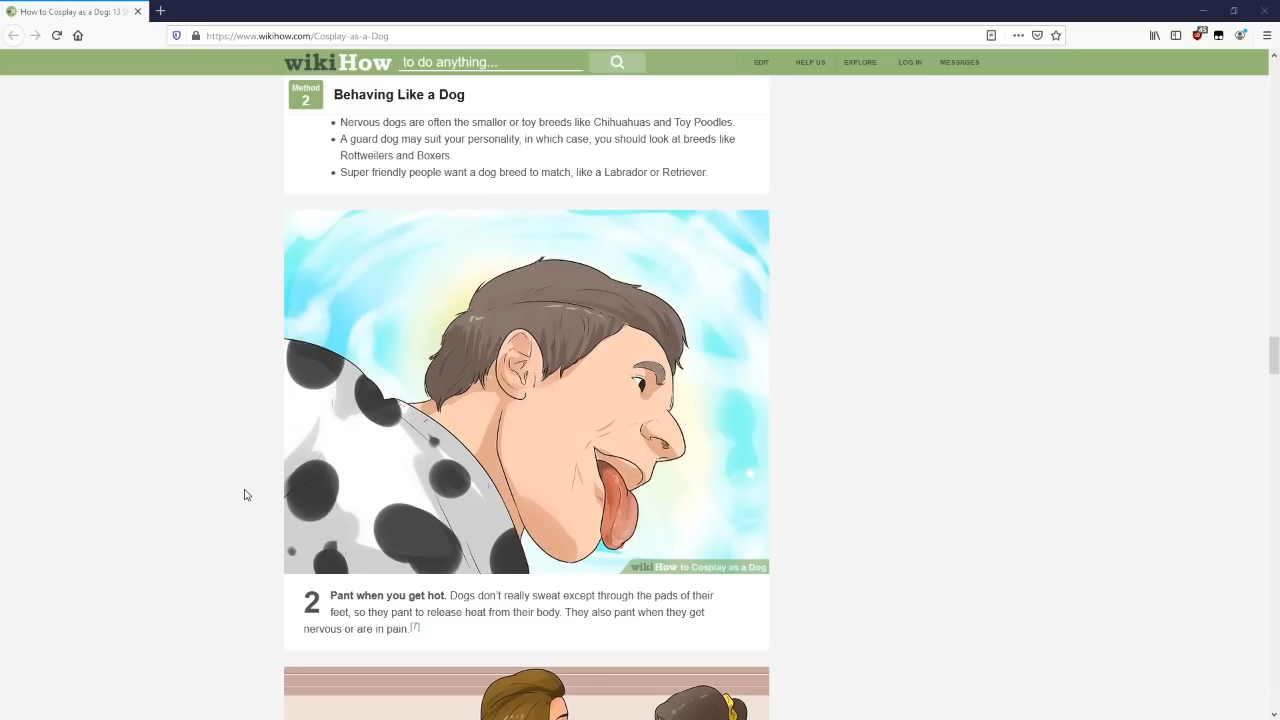 How to Cosplay as a Dog: 13 S
https://www.wikihow.com/Cosplay-as-a-Dog
wikiHow to do anything... EDIT HELP US EXPLORE LOG IN MESSAGES
Method
2
Behaving Like a Dog
• Nervous dogs are often the smaller or toy breeds like Chihuahuas and Toy Poodles.
• A guard dog may suit your personality, in which case, you should look at breeds like
Rottweilers and Boxers.
• Super friendly people want a dog breed to match, like a Labrador or Retriever.
wikiHow to Cosplay as a Dog
2 Pant when you get hot. Dogs don't really sweat except through the pads of their
feet, so they pant to release heat from their body. They also pant when they get
nervous or are in pain.[7]